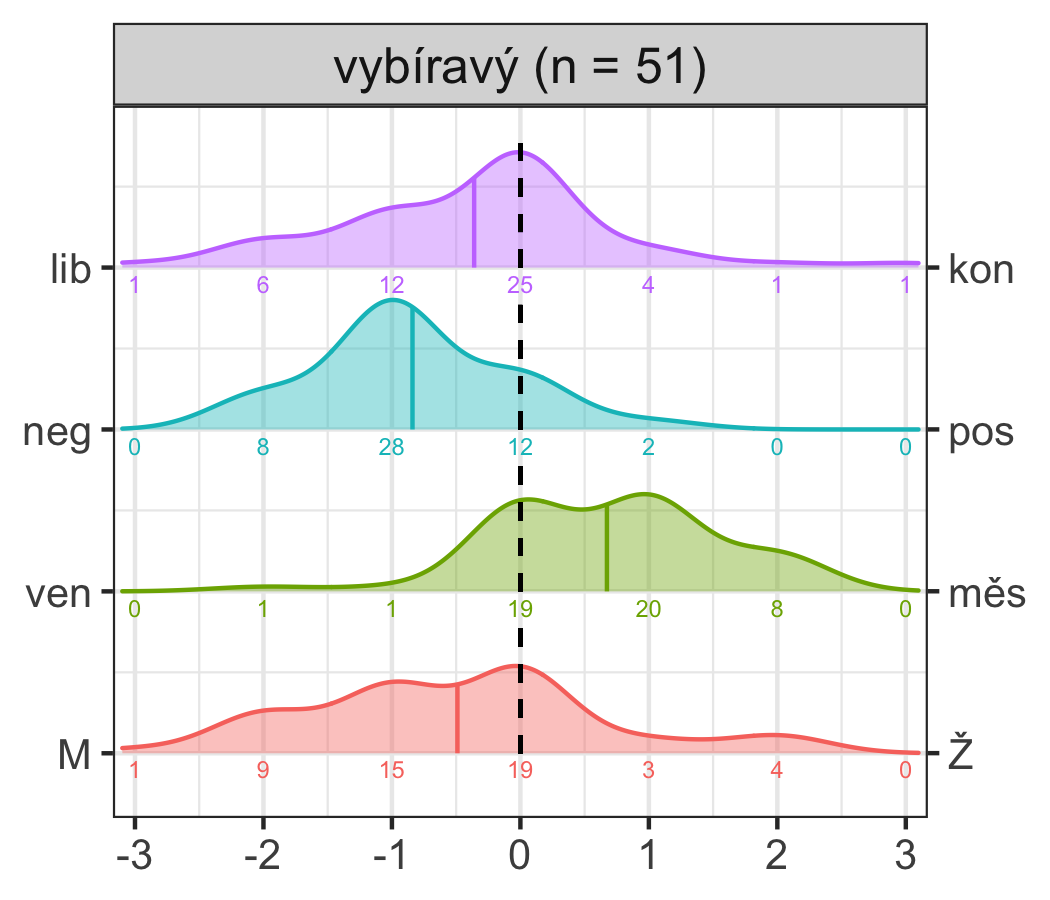 vybíravý (n = 51)
lib kon
1 6 12 25 4 1 1
neg pos
0 8 28 12 2 0 0
ven měs
0 1 1 19 20 8 0
M Ž
1 9 15 19 3 4 0
-3 -2 -1 0 1 2 3